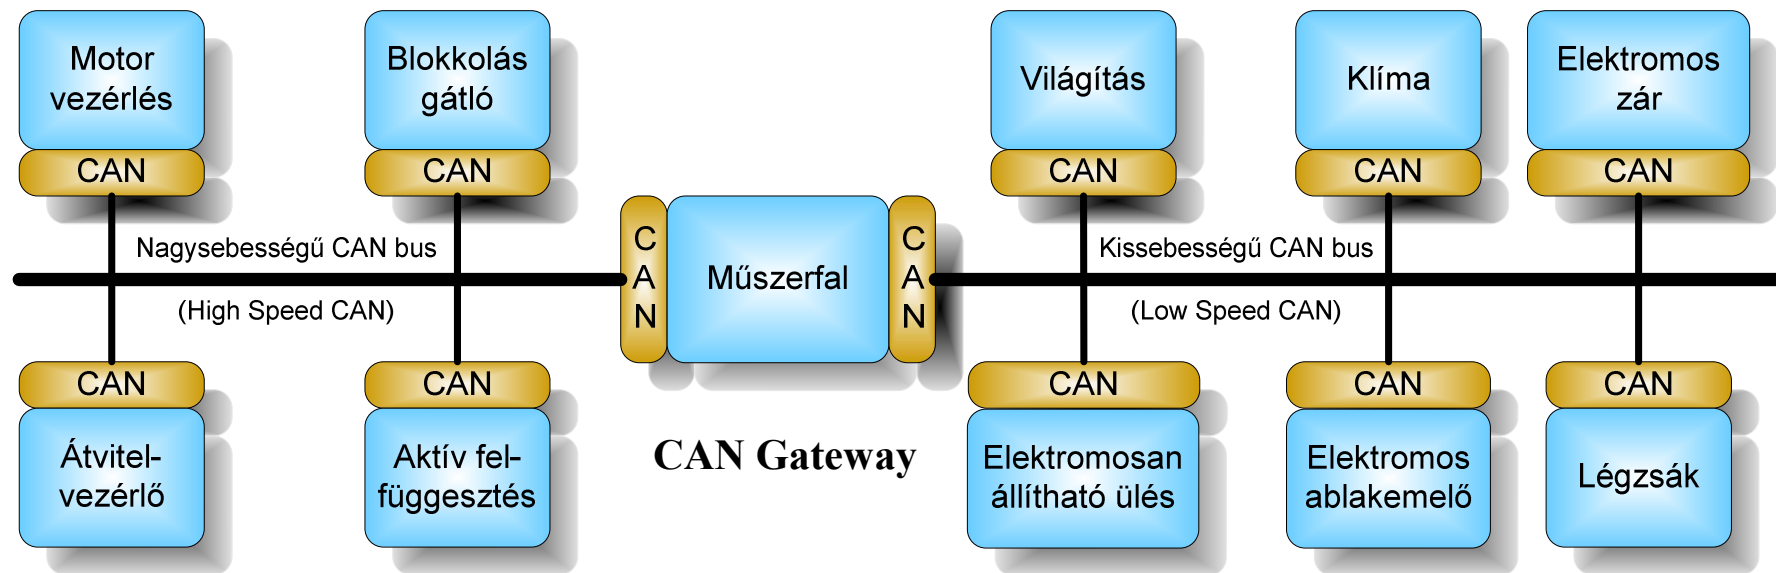 Motor
vezérlés
CAN
Blokkolás
gátló
CAN
Nagysebességű CAN bus
(High Speed CAN)
CAN
Átvitel-
vezérlő
CAN
Aktív fel-
függesztés
C
A
N
Műszerfal
C
A
N
CAN Gateway
Világítás
CAN
Klíma
CAN
Elektromos
zár
CAN
Kissebességű CAN bus
(Low Speed CAN)
CAN
Elektromosan
állítható ülés
CAN
Elektromos
ablakemelő
CAN
Légzsák